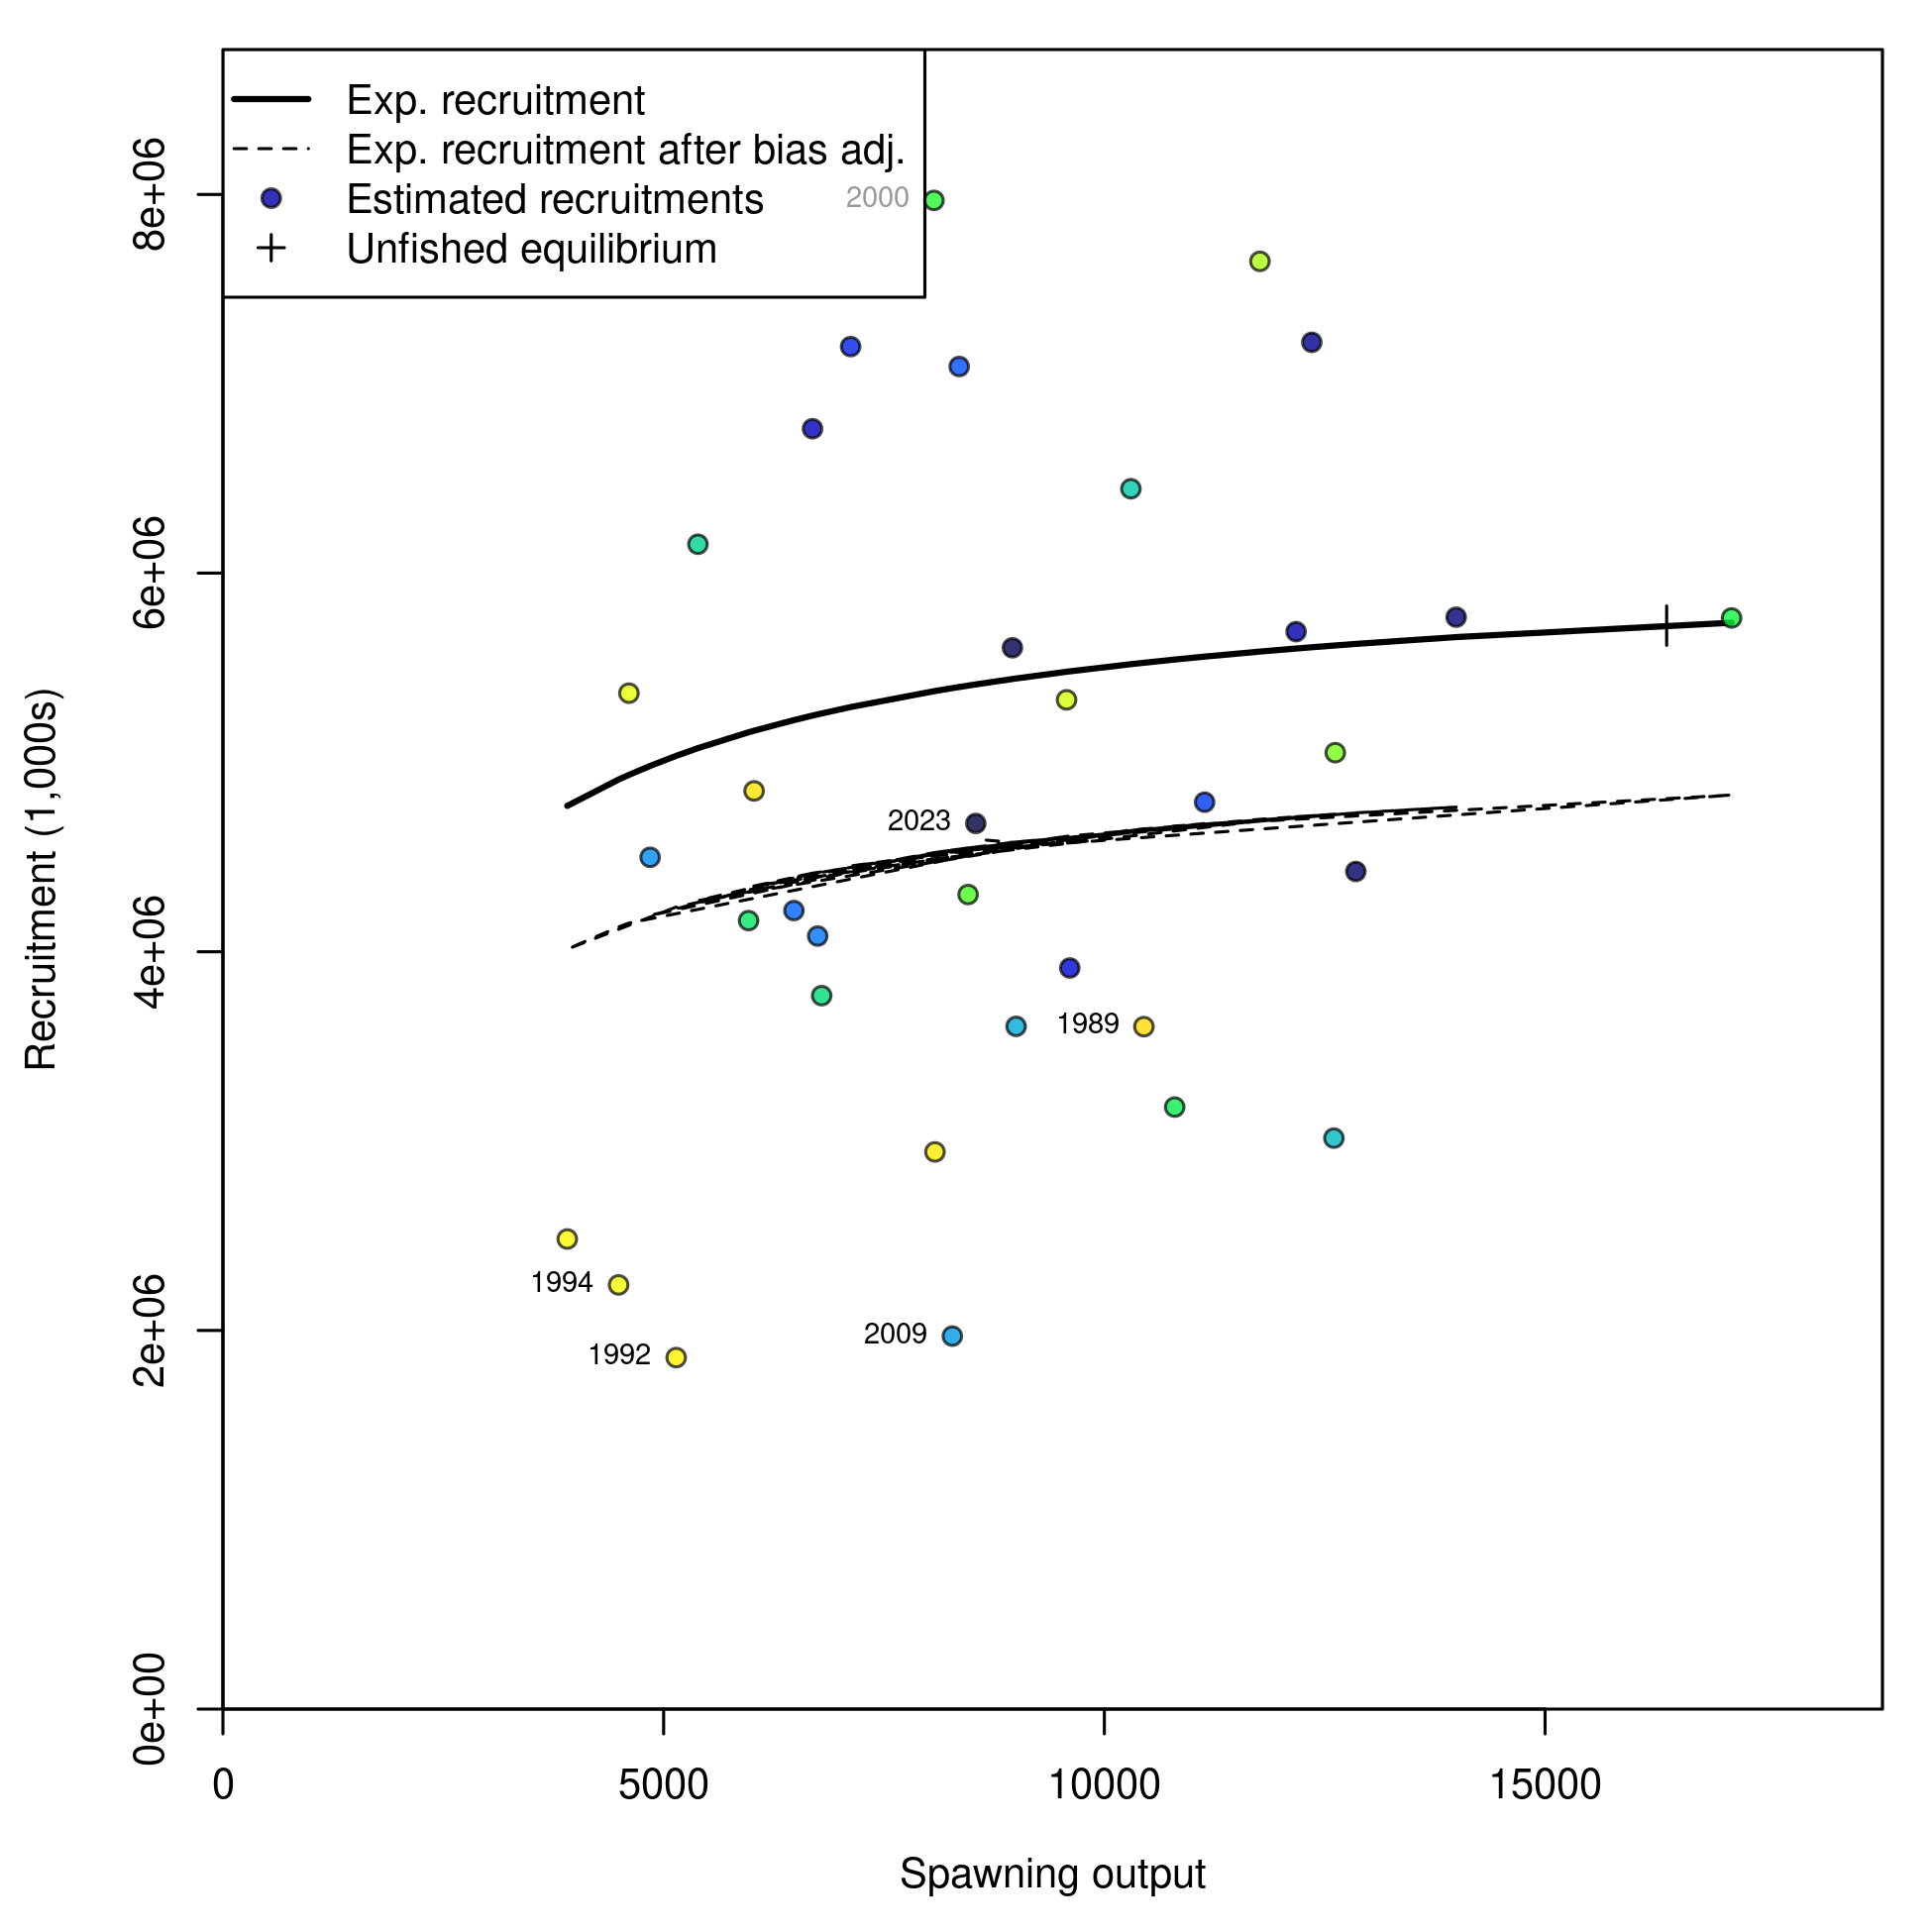 Exp. recruitment
Exp. recruitment after bias adj.
Estimated recruitments
Unfished equilibrium
2000
2023
1989
1994
1992
2009
Recruitment (1,000s)
8e+06
6e+06
4e+06
2e+06
0e+00
0
5000
10000
15000
Spawning output